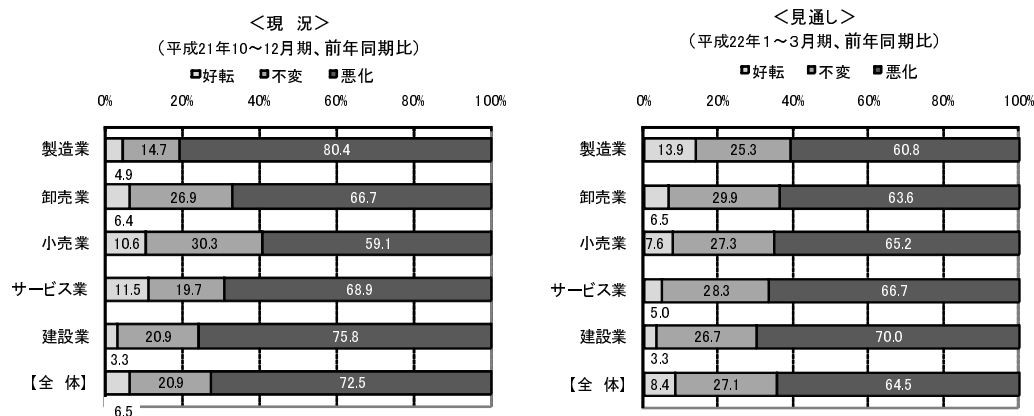 ＜現　況＞
（平成21年10～12月期、前年同期比）
□好転　■不変　■悪化
0%　20%　40%　60%　80%　100%
製造業　14.7　80.4
4.9
卸売業　26.9　66.7
6.4
小売業　10.6　30.3　59.1
サービス業　11.5　19.7　68.9
建設業　20.9　75.8
3.3
【全　体】　20.9　72.5
6.5
＜見通し＞
（平成22年１～３月期、前年同期比）
□好転　■不変　■悪化
0%　20%　40%　60%　80%　100%
製造業　13.9　25.3　60.8
卸売業　29.9　63.6
6.5
小売業　7.6　27.3　65.2
サービス業　28.3　66.7
5.0
建設業　26.7　70.0
3.3
【全　体】　8.4　27.1　64.5